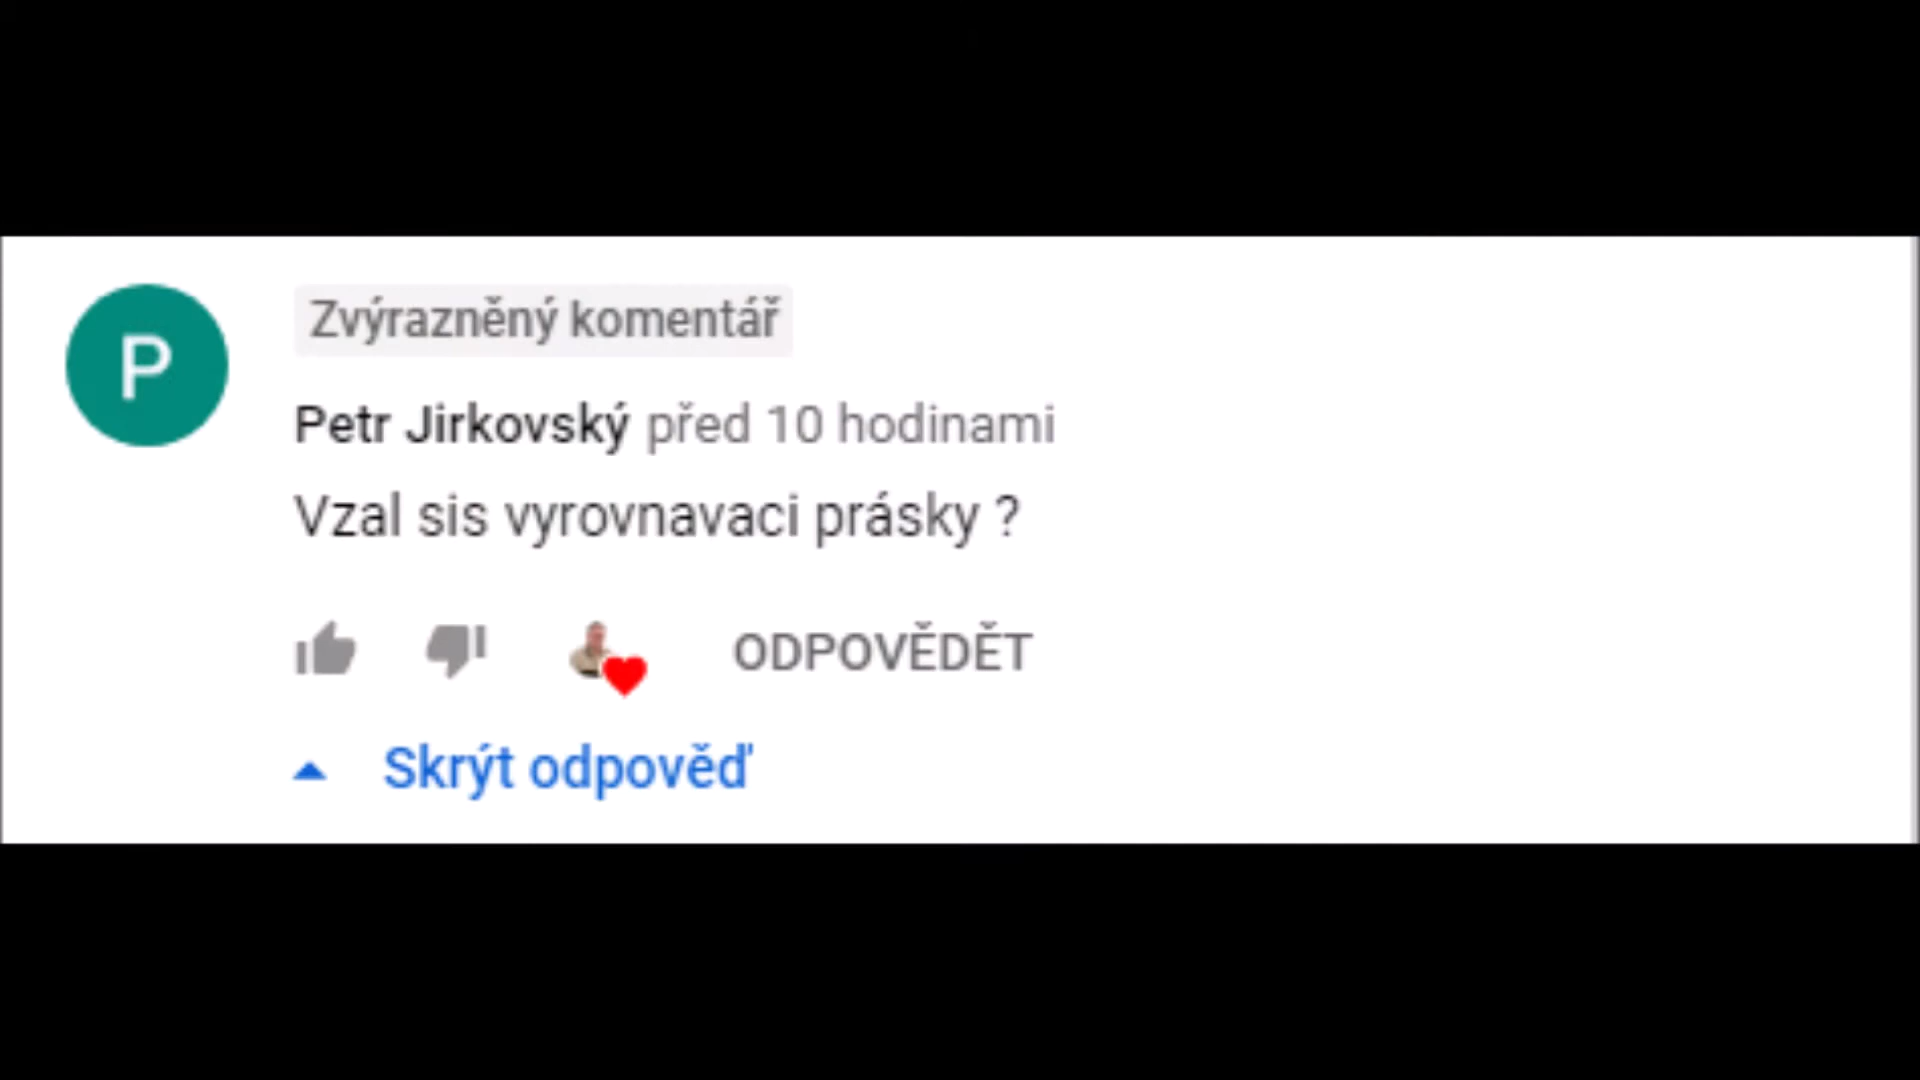 P
Zvýrazněný komentář
Petr Jirkovský před 10 hodinami
Vzal sis vyrovnavaci prásky ?
ODPOVĚDĚT
Skrýt odpověď